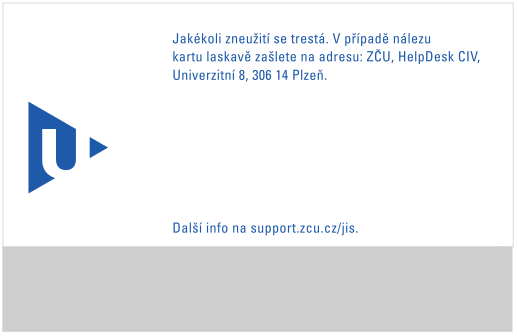 Jakékoli zneužití se trestá. V případě nálezu
kartu laskavě zašlete na adresu: ZČU, HelpDesk CIV,
Univerzitní 8, 306 14 Plzeň.
u
Další info na support.zcu.cz/jis.